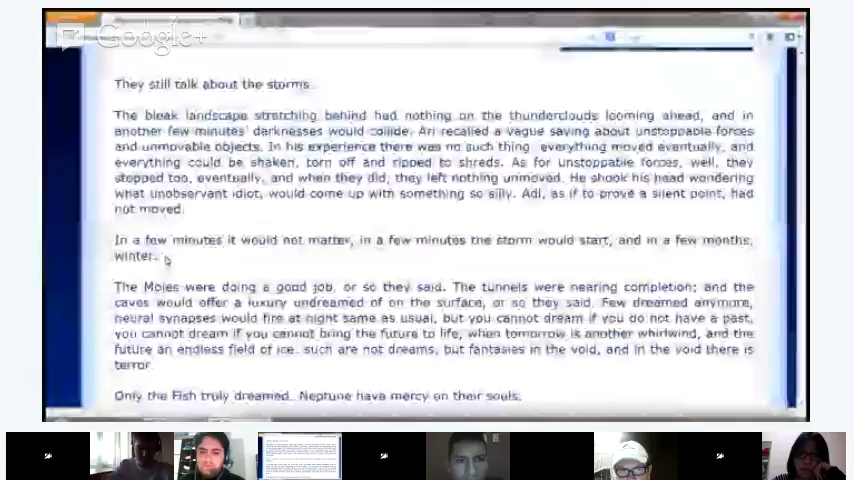 Google+
They still talk about the storms.
The bleak landscape stretching behind had nothing on the thunderclouds looming ahead, and in
another few minutes' darknesses would collide. Ari recalled a vague saying about unstoppable forces
and unmovable objects. In his experience there was no such thing everything moved eventually, and
everything could be shaken, torn off and ripped to shreds. As for unstoppable forces, well, they
stopped too, eventually, and when they did, they left nothing unmoved. He shook his head wondering
what unobservant idiot, would come up with something so silly. Adi, as if to prove a silent point, had
not moved.
In a few minutes it would not matter, in a few minutes the storm would start, and in a few months,
winter.
The Moles were doing a good job, or so they said. The tunnels were nearing completion; and the
caves would offer a luxury undreamed of on the surface, or so they said. Few dreamed anymore,
neural synapses would fire at night same as usual, but you cannot dream if you do not have a past,
you cannot dream if you cannot bring the future to life, when tomorrow is another whirlwind, and the
future an endless field of ice. such are not dreams, but fantasies in the void, and in the void there is
terror.
Only the Fish truly dreamed. Neptune have mercy on their souls.